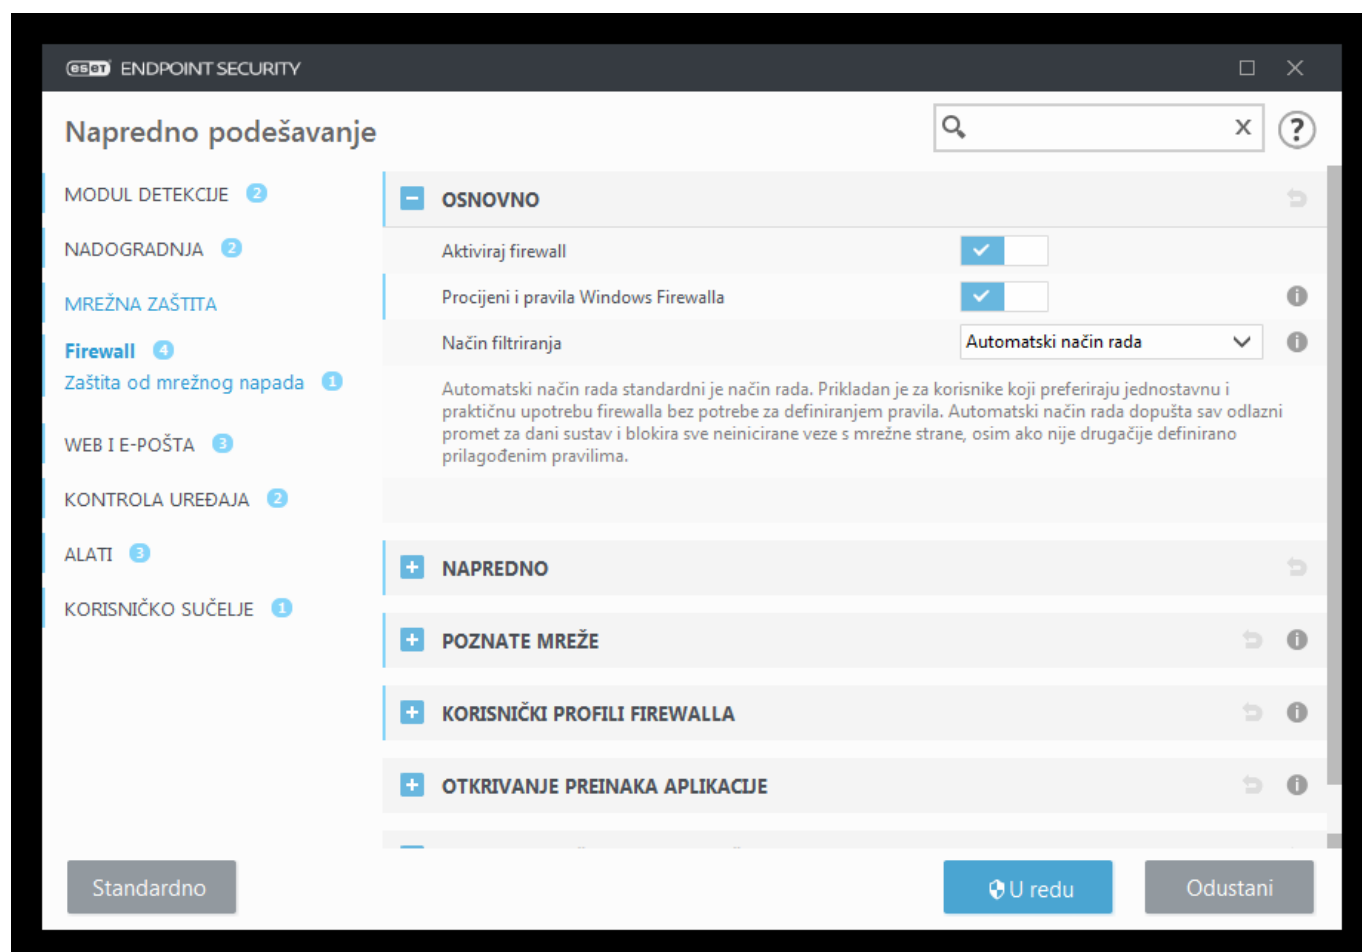 eset ENDPOINT SECURITY
Napredno podešavanje
MODUL DETEKCIJE 2
NADOGRADNJA 2
MREŽNA ZAŠTITA
Firewall 4
Zaštita od mrežnog napada 1
WEB I E-POŠTA 3
KONTROLA UREĐAJA 2
ALATI 3
KORISNIČKO SUČELJE 1
OSNOVNO
Aktiviraj firewall
Procijeni i pravila Windows Firewalla
Način filtriranja
Automatski način rada
Automatski način rada standardni je način rada. Prikladan je za korisnike koji preferiraju jednostavnu i
praktičnu upotrebu firewalla bez potrebe za definiranjem pravila. Automatski način rada dopušta sav odlazni
promet za dani sustav i blokira sve neinicirane veze s mrežne strane, osim ako nije drugačije definirano
prilagođenim pravilima.
NAPREDNO
POZNATE MREŽE
KORISNIČKI PROFILI FIREWALLA
OTKRIVANJE PREINAKA APLIKACIJE
Standardno
U redu
Odustani